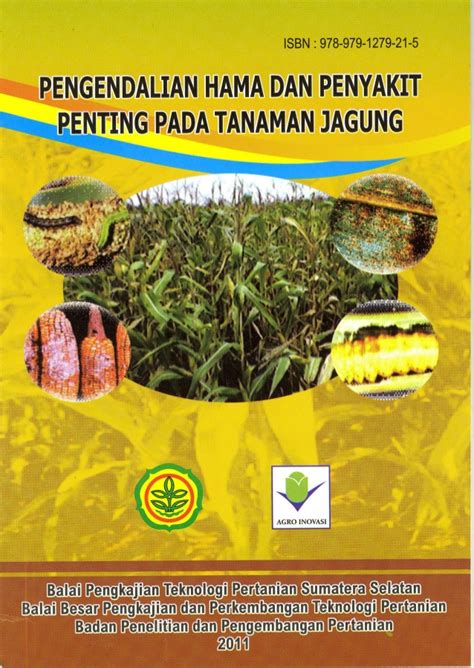 ISBN : 978-979-1279-21-5
PENGENDALIAN HAMA DAN PENYAKIT
PENTING PADA TANAMAN JAGUNG
AGRO INOVASI
Balai Pengkajian Teknologi Pertanian Sumatera Selatan
Balai Besar Pengkajian dan Perkembangan Teknologi Pertanian
Badan Penelitian dan Pengembangan Pertanian
2011